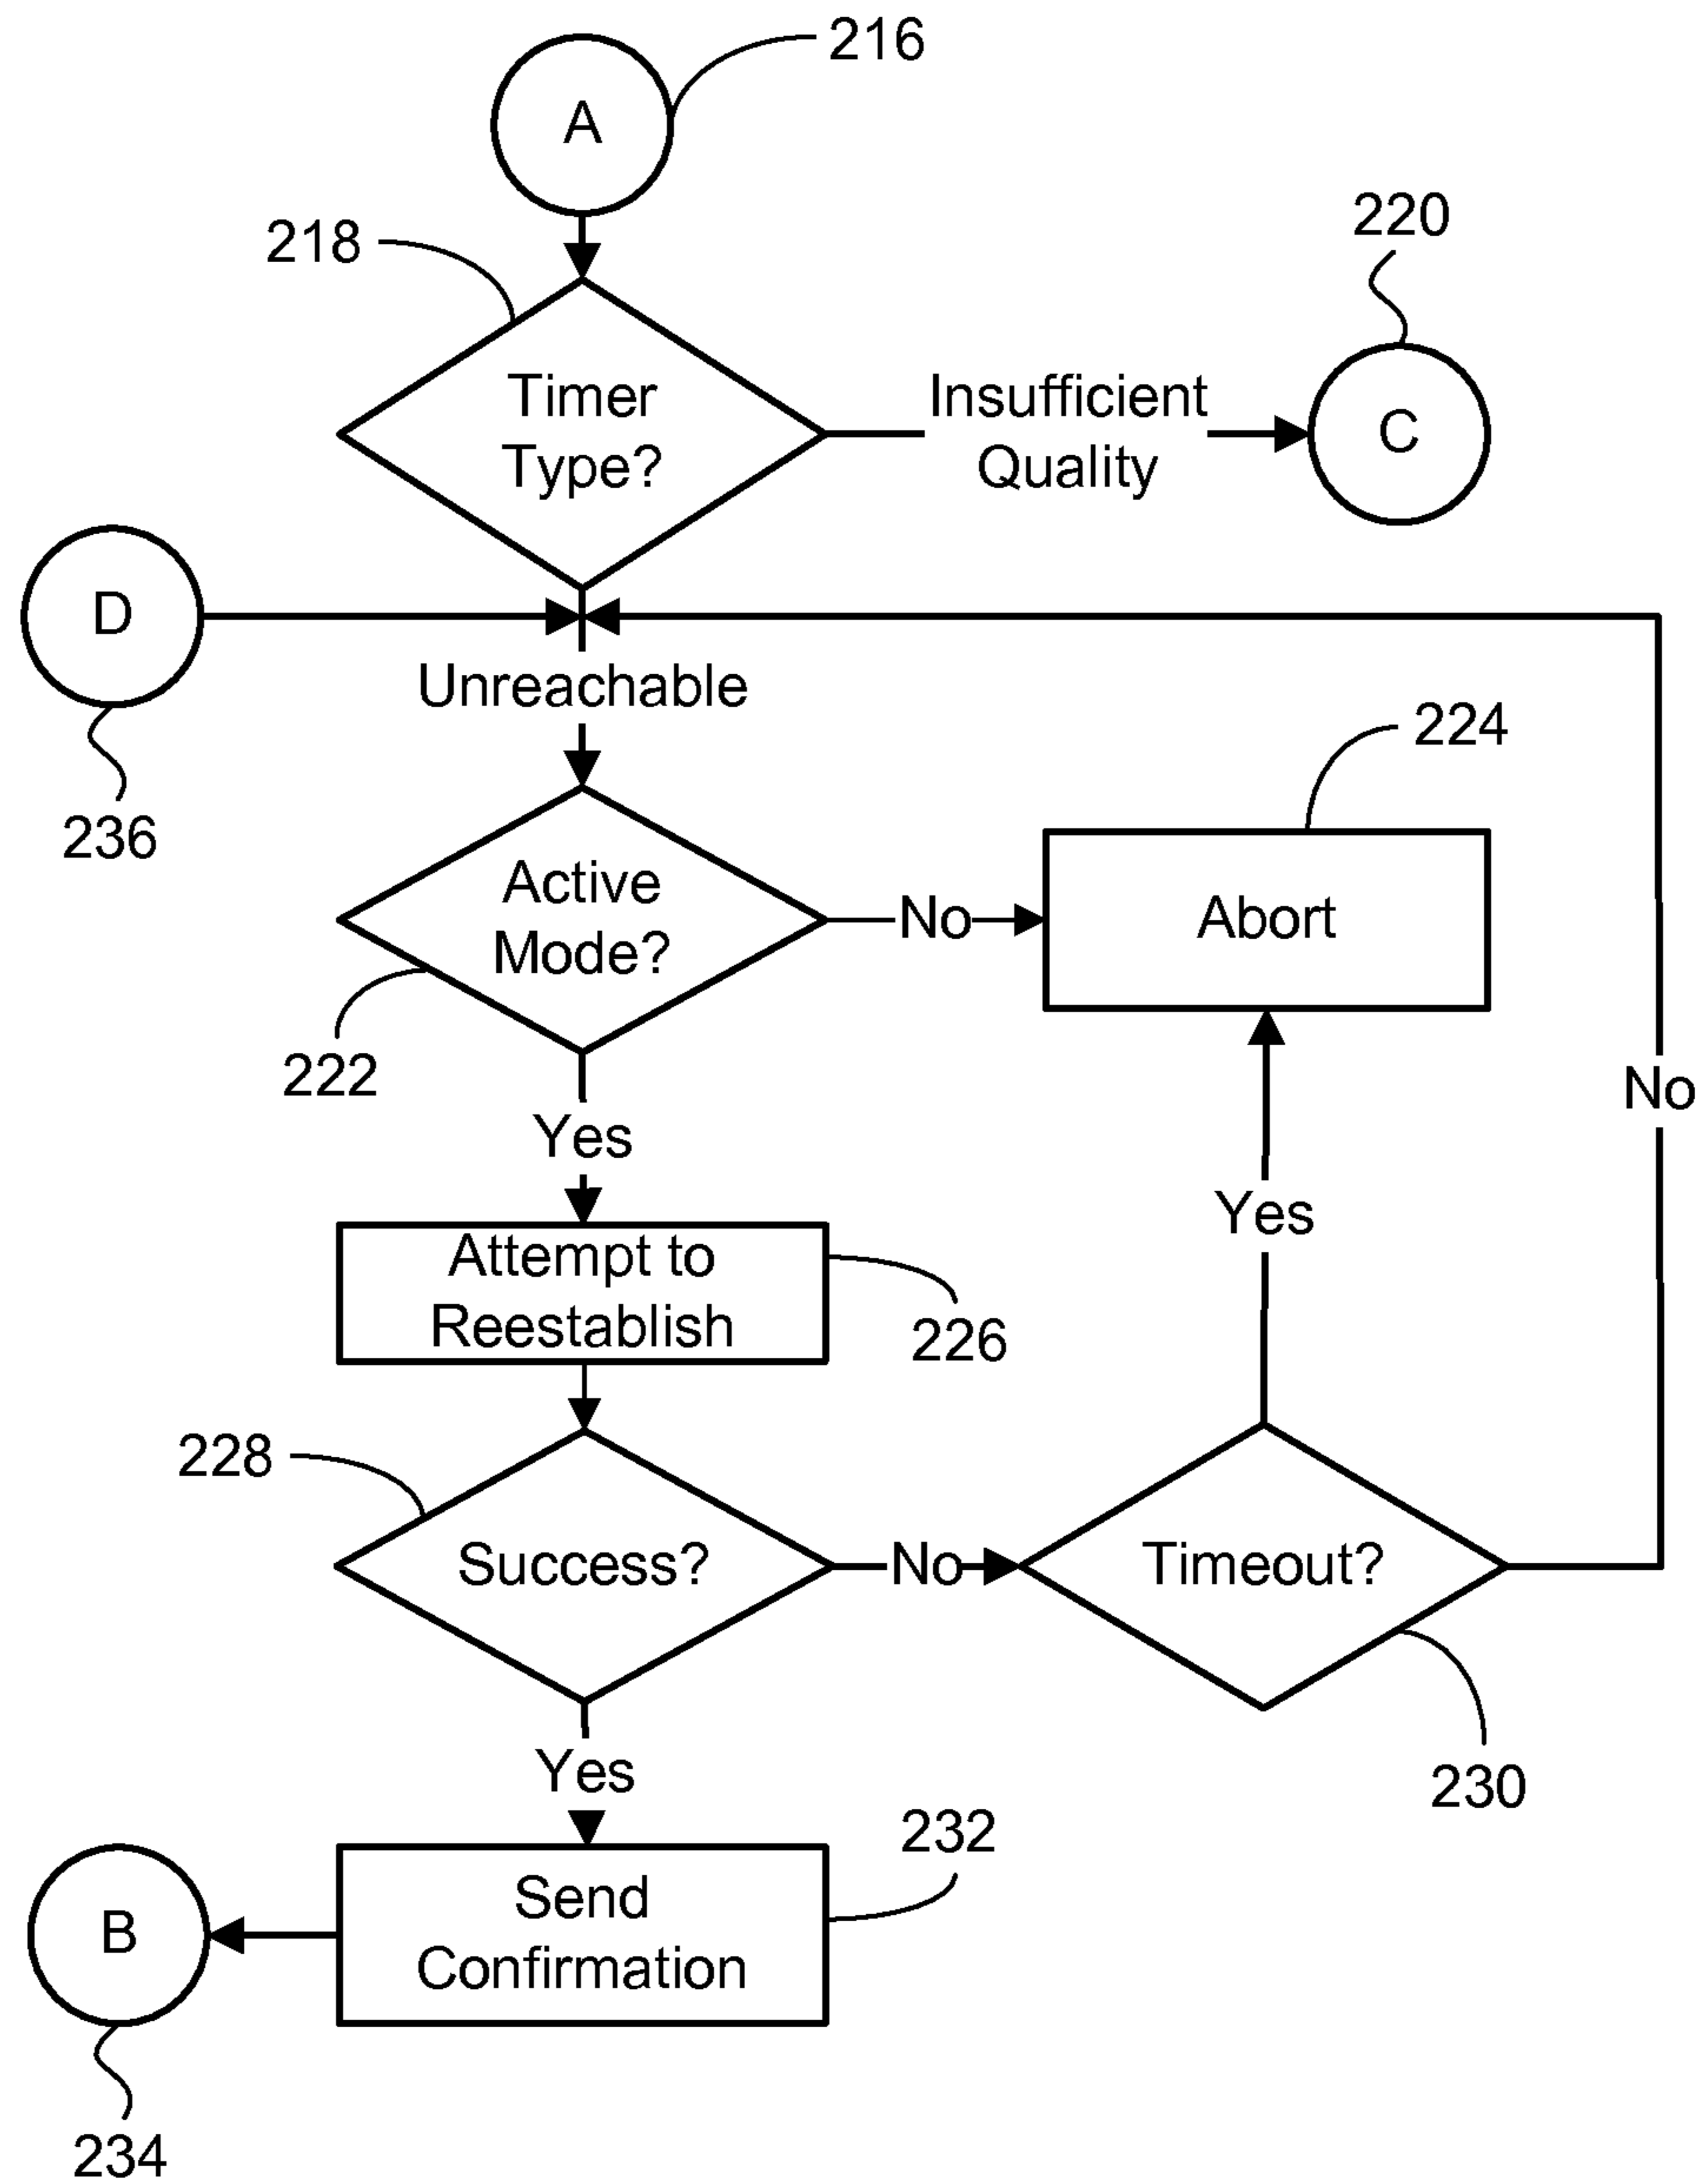 216
A
218
220
Timer
Type?
Insufficient
Quality
C
D
Unreachable
236
224
Active
Mode?
No
Abort
222
Yes
No
Yes
Attempt to
Reestablish
226
228
Success?
No
Timeout?
Yes
230
232
Send
Confirmation
B
234